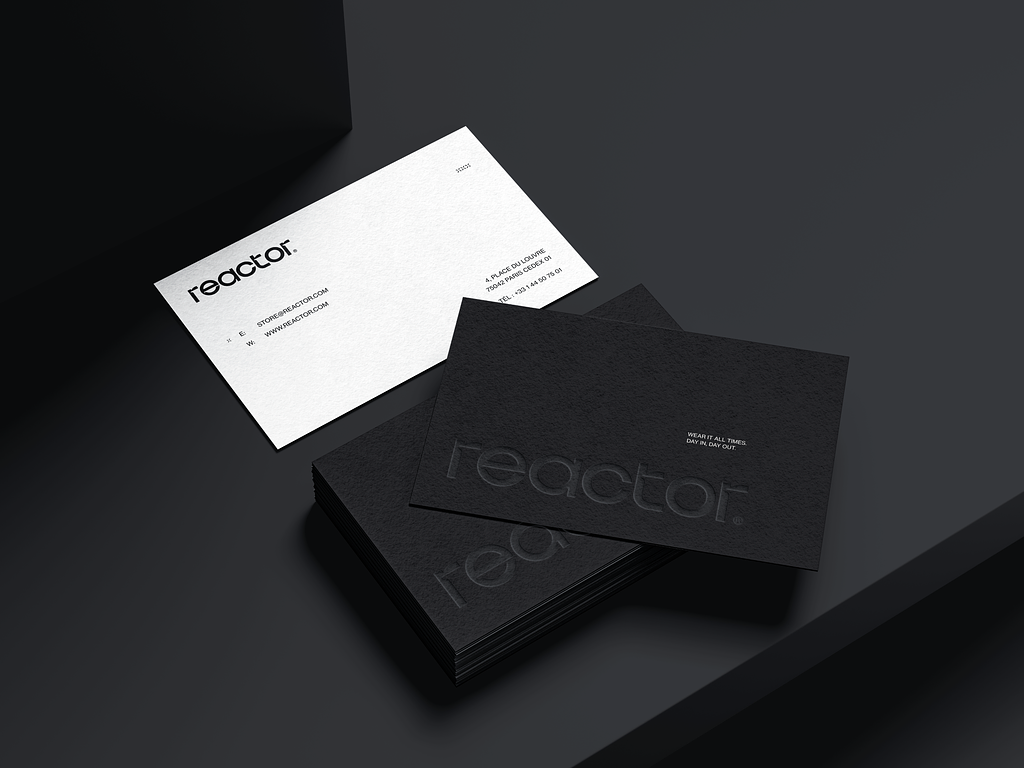 reactor®
E: STORE@REACTOR.COM
W: WWW.REACTOR.COM
4, PLACE DU LOUVRE
75042 PARIS CEDEX 01
TEL : +33 1 44 50 75 01
WEAR IT ALL TIMES.
DAY IN, DAY OUT.
reactor®
rea